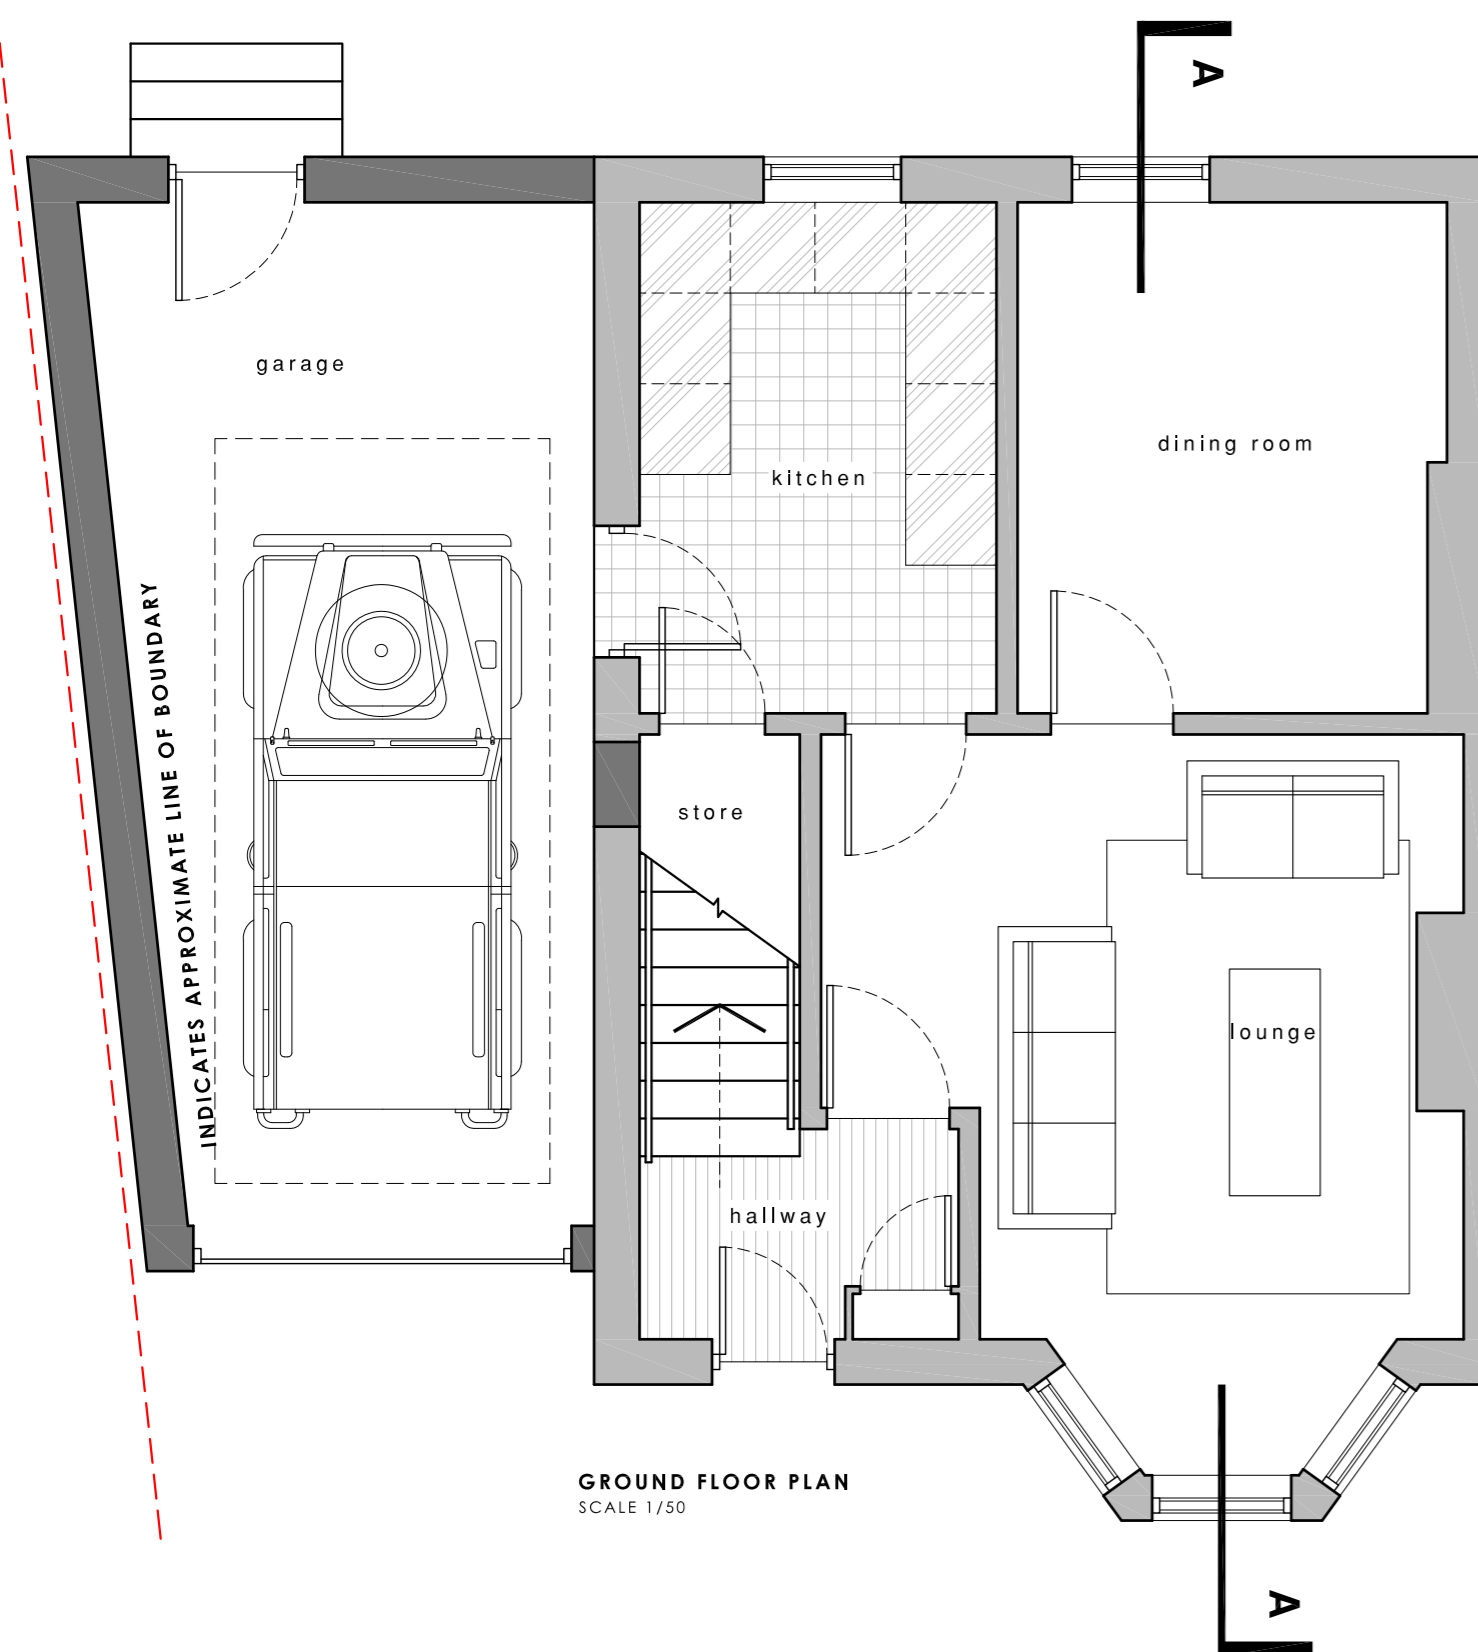 A
garage
dining room
kitchen
INDICATES APPROXIMATE LINE OF BOUNDARY
store
lounge
hallway
GROUND FLOOR PLAN
SCALE 1/50
A